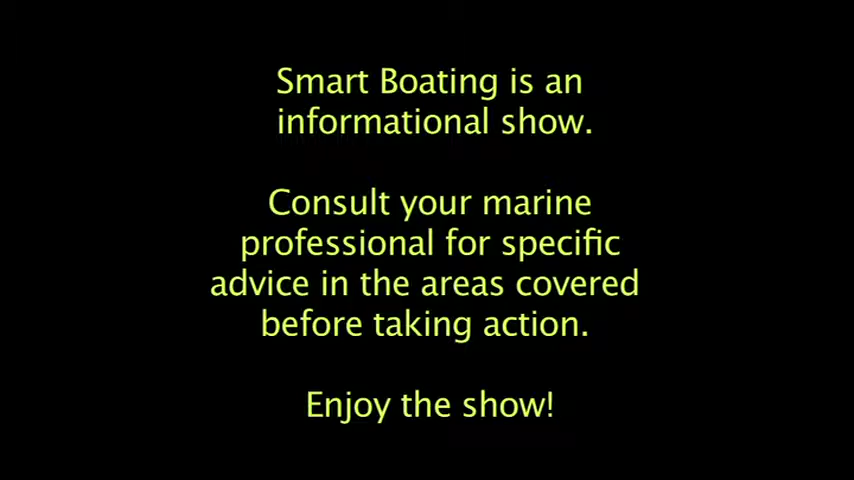 Smart Boating is an
informational show.
Consult your marine
professional for specific
advice in the areas covered
before taking action.
Enjoy the show!